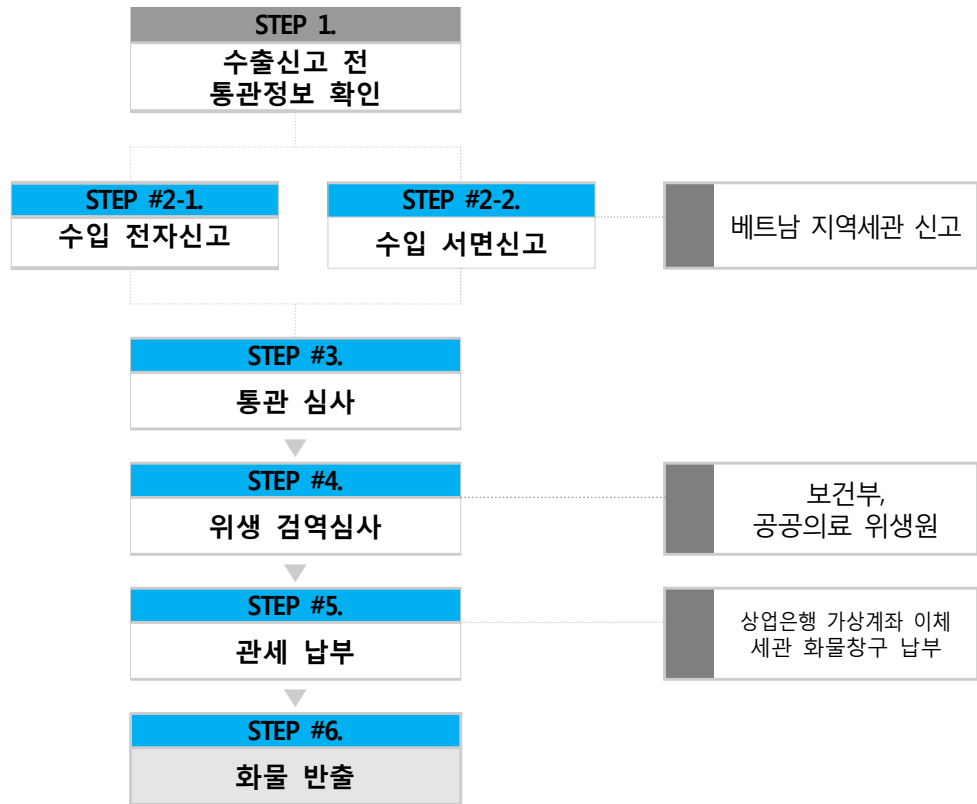 STEP 1.
수출신고 전
통관정보 확인
STEP #2-1.
수입 전자신고
STEP #2-2.
수입 서면신고
베트남 지역세관 신고
STEP #3.
통관 심사
STEP #4.
위생 검역심사
보건부,
공공의료 위생원
STEP #5.
관세 납부
상업은행 가상계좌 이체
세관 화물창구 납부
STEP #6.
화물 반출